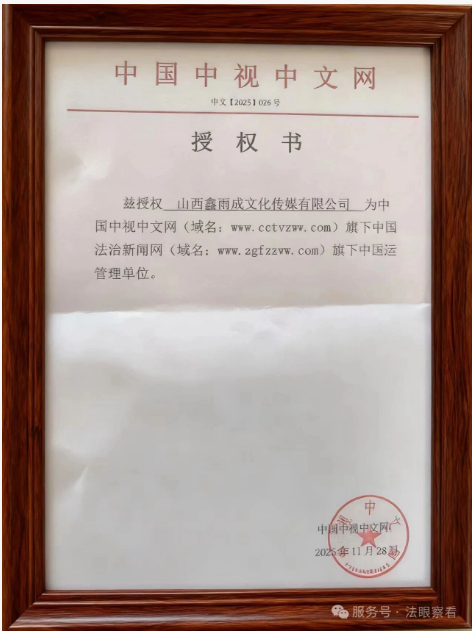 中国中视中文网
中文【2025】026号
授权书
兹授权 山西鑫雨成文化传媒有限公司 为中
国中视中文网（域名：www.cctvzww.com）旗下中国
法治新闻网（域名：www.zgfzzww.com）旗下中国运
管理单位。
中国中视中文网
2025年11月28日
服务号·法眼察看